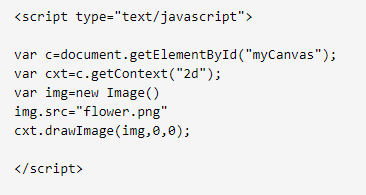 <script type="text/javascript">
var c=document.getElementById("myCanvas");
var cxt=c.getContext("2d");
var img=new Image()
img.src="flower.png"
cxt.drawImage(img,0,0);
</script>